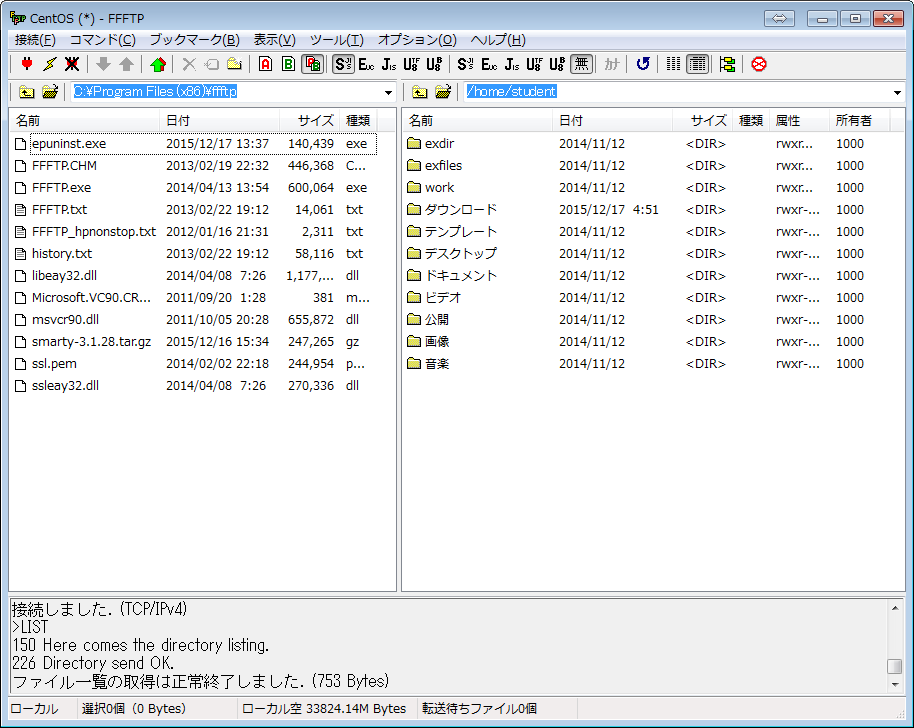 CentOS (*) - FFFTP
接続(F) コマンド(C) ブックマーク(B) 表示(V) ツール(T) オプション(O) ヘルプ(H)
A B S-JI EUC JIS UTF8 UTF8B S-JI EUC JIS UTF8 UTF8B 無 カナ
C:¥Program Files (x86)¥ffftp /home/student
名前 日付 サイズ 種類
epuninst.exe 2015/12/17 13:37 140,439 exe
FFFTP.CHM 2013/02/19 22:32 446,368 C...
FFFTP.exe 2014/04/13 13:54 600,064 exe
FFFTP.txt 2013/02/22 19:12 14,061 txt
FFFTP_hpnonstop.txt 2012/01/16 21:31 2,311 txt
history.txt 2013/02/22 19:12 58,116 txt
libeay32.dll 2014/04/08 7:26 1,177,... dll
Microsoft.VC90.CR... 2011/09/20 1:28 381 m...
msvcr90.dll 2011/10/05 20:28 655,872 dll
smarty-3.1.28.tar.gz 2015/12/16 15:34 247,265 gz
ssl.pem 2014/02/02 22:18 244,954 p...
ssleay32.dll 2014/04/08 7:26 270,336 dll
名前 日付 サイズ 種類 属性 所有者
exdir 2014/11/12 <DIR> rwxr... 1000
exfiles 2014/11/12 <DIR> rwxr... 1000
work 2014/11/12 <DIR> rwxr... 1000
ダウンロード 2015/12/17 4:51 <DIR> rwxr-... 1000
テンプレート 2014/11/12 <DIR> rwxr-... 1000
デスクトップ 2014/11/12 <DIR> rwxr-... 1000
ドキュメント 2014/11/12 <DIR> rwxr-... 1000
ビデオ 2014/11/12 <DIR> rwxr-... 1000
公開 2014/11/12 <DIR> rwxr-... 1000
画像 2014/11/12 <DIR> rwxr-... 1000
音楽 2014/11/12 <DIR> rwxr-... 1000
接続しました. (TCP/IPv4)
>LIST
150 Here comes the directory listing.
226 Directory send OK.
ファイル一覧の取得は正常終了しました. (753 Bytes)
ローカル 選択0個 (0 Bytes) ローカル空 33824.14M Bytes 転送待ちファイル0個